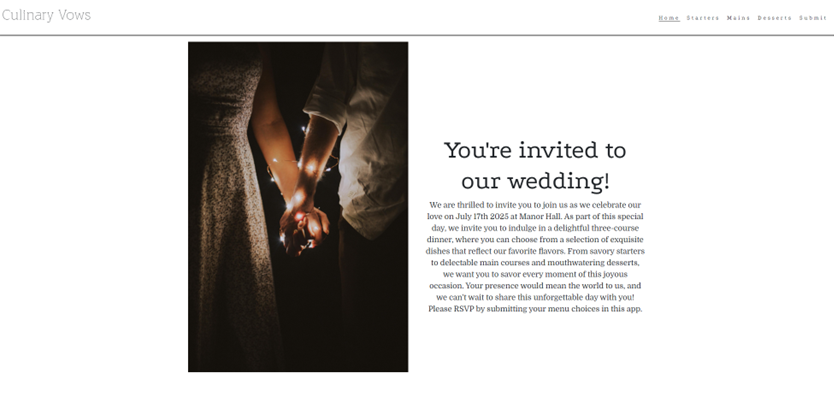 Culinary Vows
Home Starters Mains Desserts Submit
You're invited to
our wedding!
We are thrilled to invite you to join us as we celebrate our
love on July 17th 2025 at Manor Hall. As part of this special
day, we invite you to indulge in a delightful three-course
dinner, where you can choose from a selection of exquisite
dishes that reflect our favorite flavors. From savory starters
to delectable main courses and mouthwatering desserts,
we want you to savor every moment of this joyous
occasion. Your presence would mean the world to us, and
we can't wait to share this unforgettable day with you!
Please RSVP by submitting your menu choices in this app.